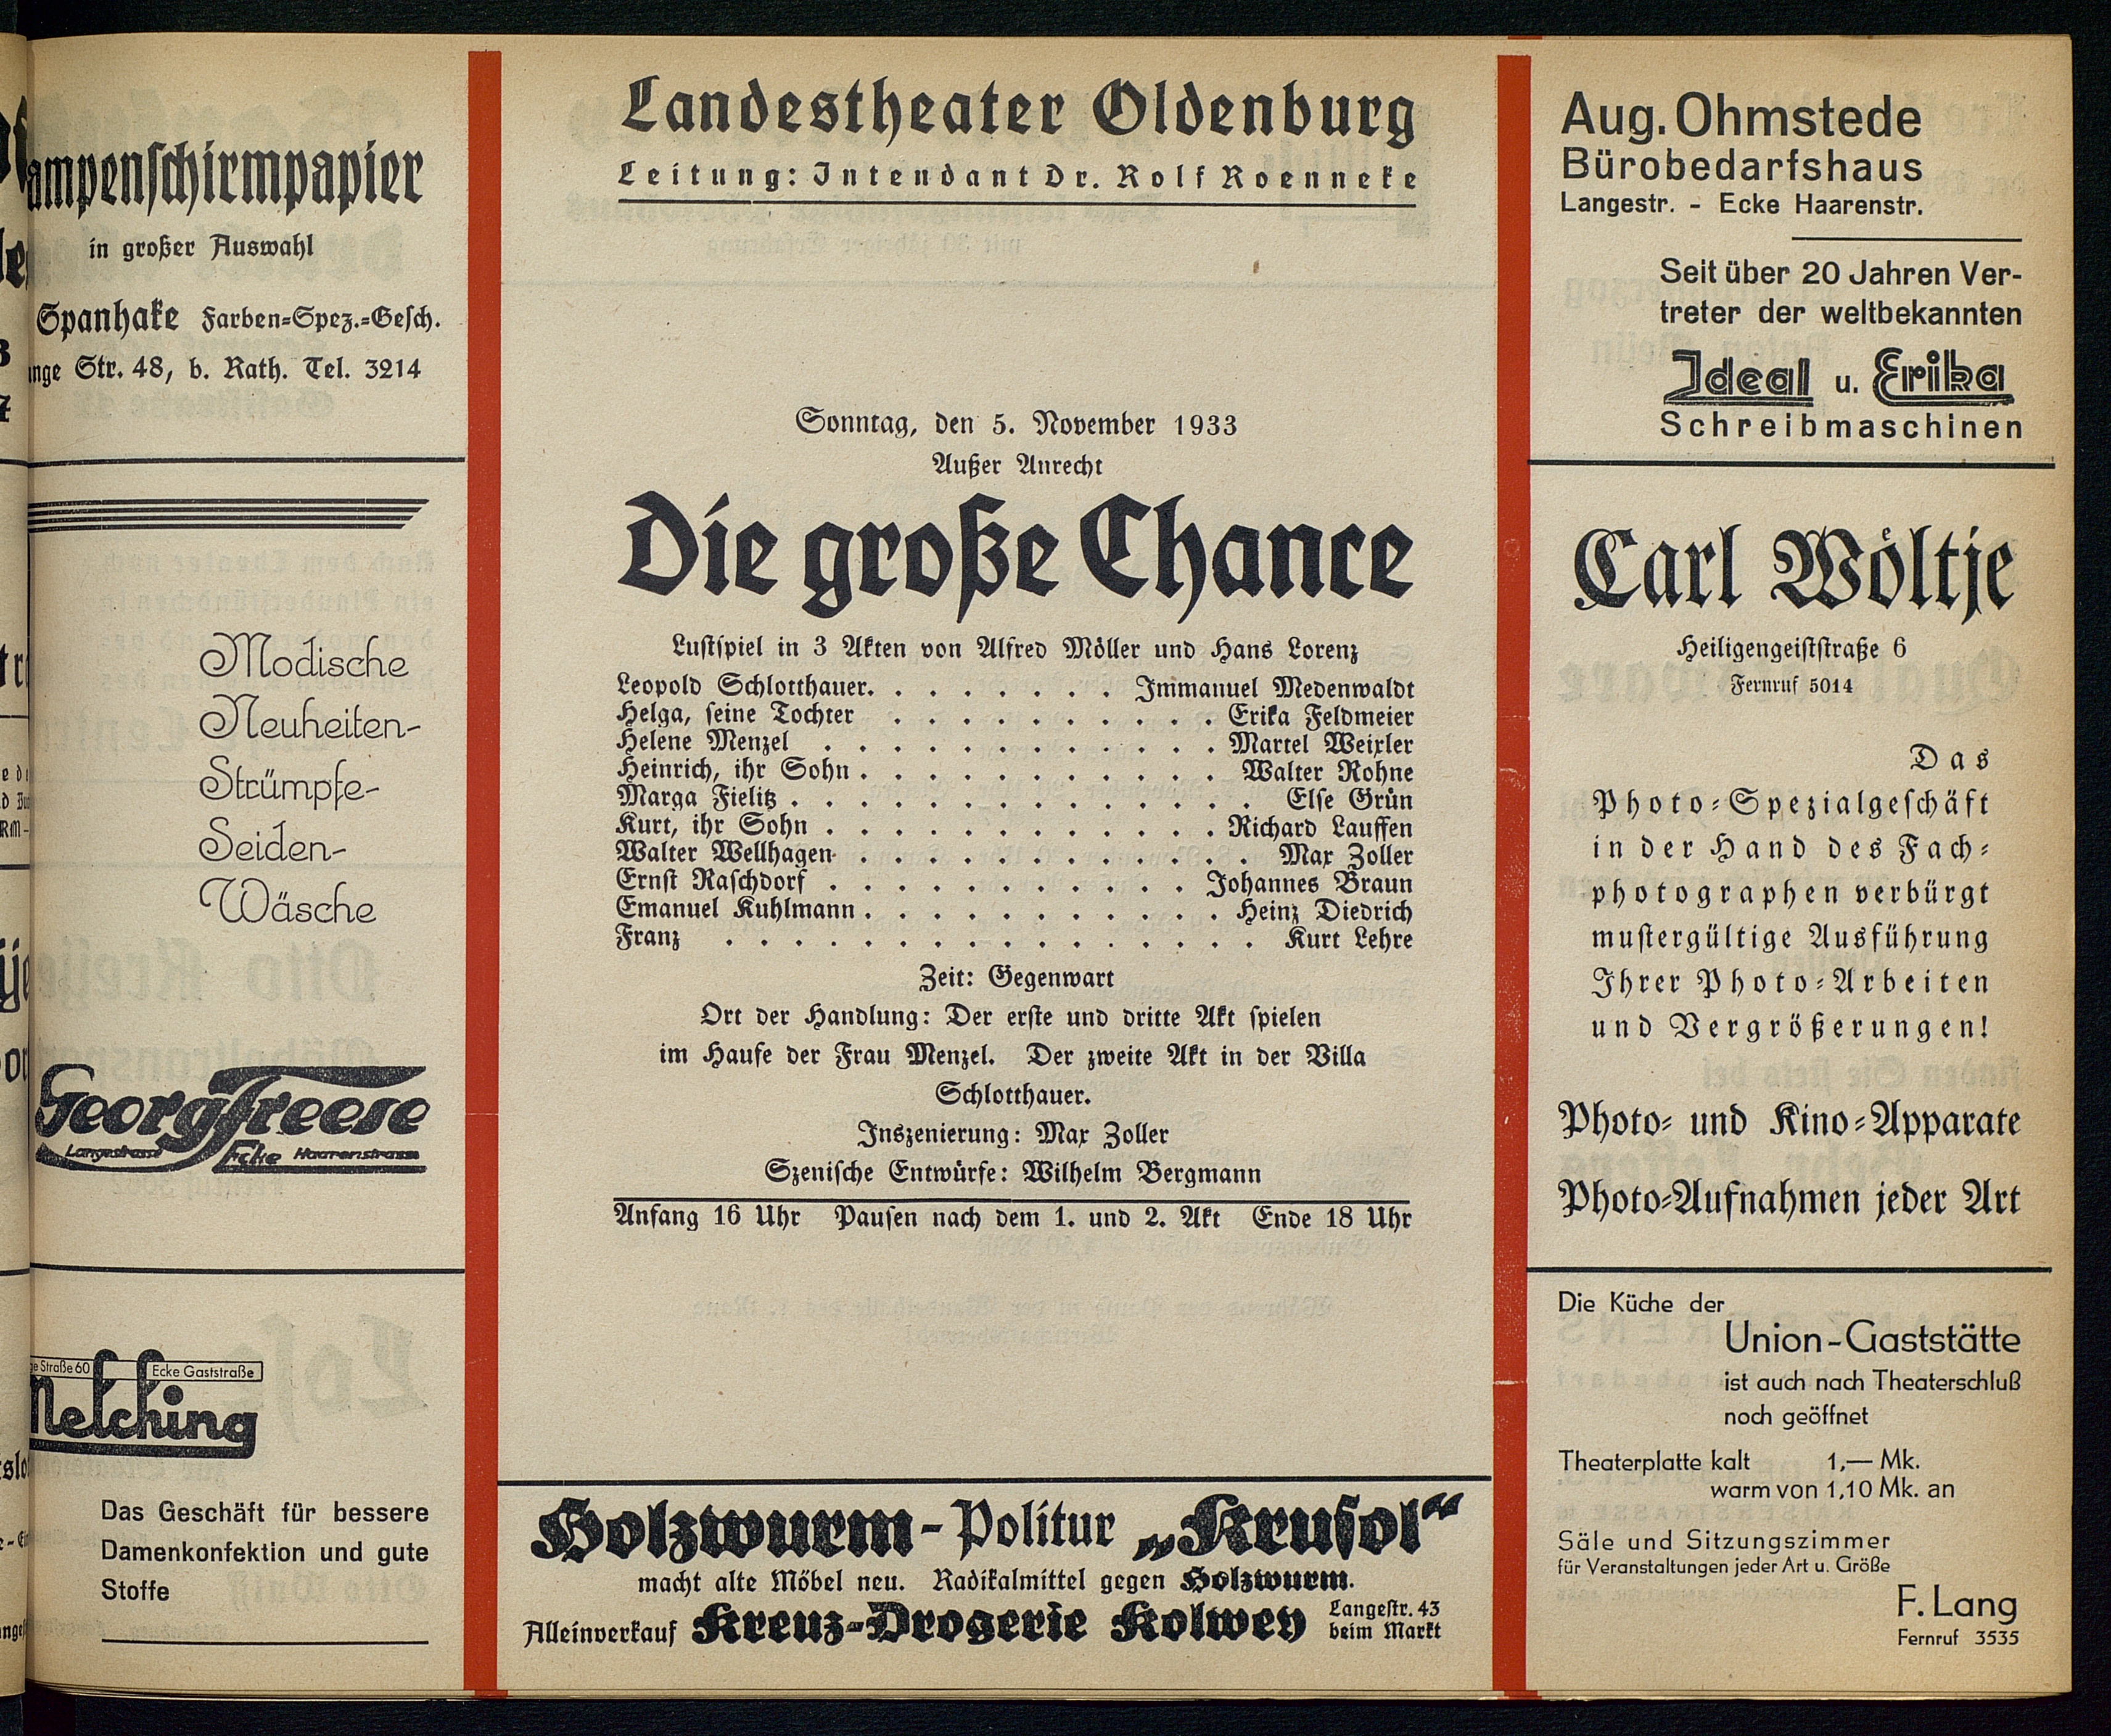 in großer Auswahl
Spanhake Farben-Spez.-Gesch.
Str. 48, b. Rath. Tel. 3214
Modische
Neuheiten-
Strümpfe-
Seiden-
Wäsche
Georg Freese
Langestrasse Ecke Haarenstrasse
Straße 60 Ecke Gaststraße
Das Geschäft für bessere
Damenkonfektion und gute
Stoffe
Landestheater Oldenburg
Leitung: Intendant Dr. Rolf Roenneke
Sonntag, den 5. November 1933
Außer Anrecht
Die große Chance
Lustspiel in 3 Akten von Alfred Möller und Hans Lorenz
Leopold Schlotthauer. . . . . . . . Immanuel Medenwaldt
Helga, seine Tochter . . . . . . . . . . Erika Feldmeier
Helene Menzel . . . . . . . . . . . Martel Weixler
Heinrich, ihr Sohn . . . . . . . . . . . Walter Rohne
Marga Fielitz . . . . . . . . . . . . . Else Grün
Kurt, ihr Sohn . . . . . . . . . . . Richard Lauffen
Walter Wellhagen . . . . . . . . . . . Max Zoller
Ernst Raschdorf . . . . . . . . . . Johannes Braun
Emanuel Kuhlmann . . . . . . . . . . Heinz Diedrich
Franz . . . . . . . . . . . . . . . Kurt Lehre
Zeit: Gegenwart
Ort der Handlung: Der erste und dritte Akt spielen
im Hause der Frau Menzel. Der zweite Akt in der Villa
Schlotthauer.
Inszenierung: Max Zoller
Szenische Entwürfe: Wilhelm Bergmann
Anfang 16 Uhr Pausen nach dem 1. und 2. Akt Ende 18 Uhr
Holzwurm-Politur „Krusol“
macht alte Möbel neu. Radikalmittel gegen Holzwurm.
Alleinverkauf Kreuz-Drogerie Kolwey Langestr. 43
beim Markt
Aug. Ohmstede
Bürobedarfshaus
Langestr. - Ecke Haarenstr.
Seit über 20 Jahren Ver-
treter der weltbekannten
Ideal u. Erika
Schreibmaschinen
Carl Wöltje
Heiligengeiststraße 6
Fernruf 5014
Das
Photo-Spezialgeschäft
in der Hand des Fach-
photographen verbürgt
mustergültige Ausführung
Ihrer Photo-Arbeiten
und Vergrößerungen!
Photo- und Kino-Apparate
Photo-Aufnahmen jeder Art
Die Küche der
Union-Gaststätte
ist auch nach Theaterschluß
noch geöffnet
Theaterplatte kalt 1,— Mk.
warm von 1,10 Mk. an
Säle und Sitzungszimmer
für Veranstaltungen jeder Art u. Größe
F. Lang
Fernruf 3535